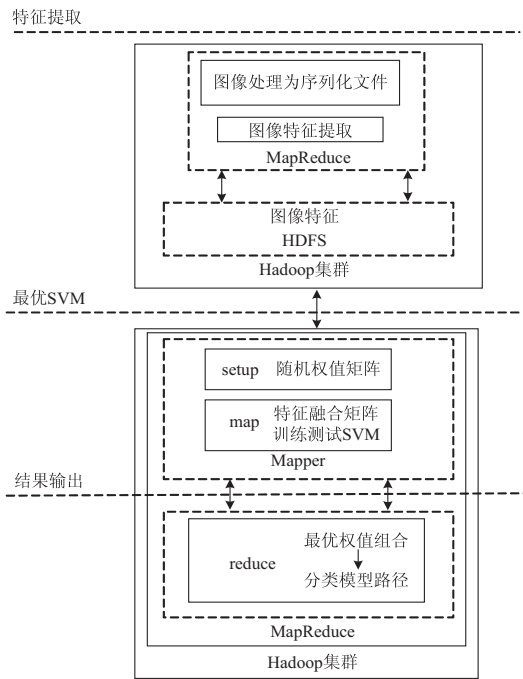 特征提取
图像处理为序列化文件
图像特征提取
MapReduce
图像特征
HDFS
Hadoop集群
最优SVM
setup 随机权值矩阵
map 特征融合矩阵
训练测试SVM
Mapper
结果输出
最优权值组合
reduce
分类模型路径
MapReduce
Hadoop集群